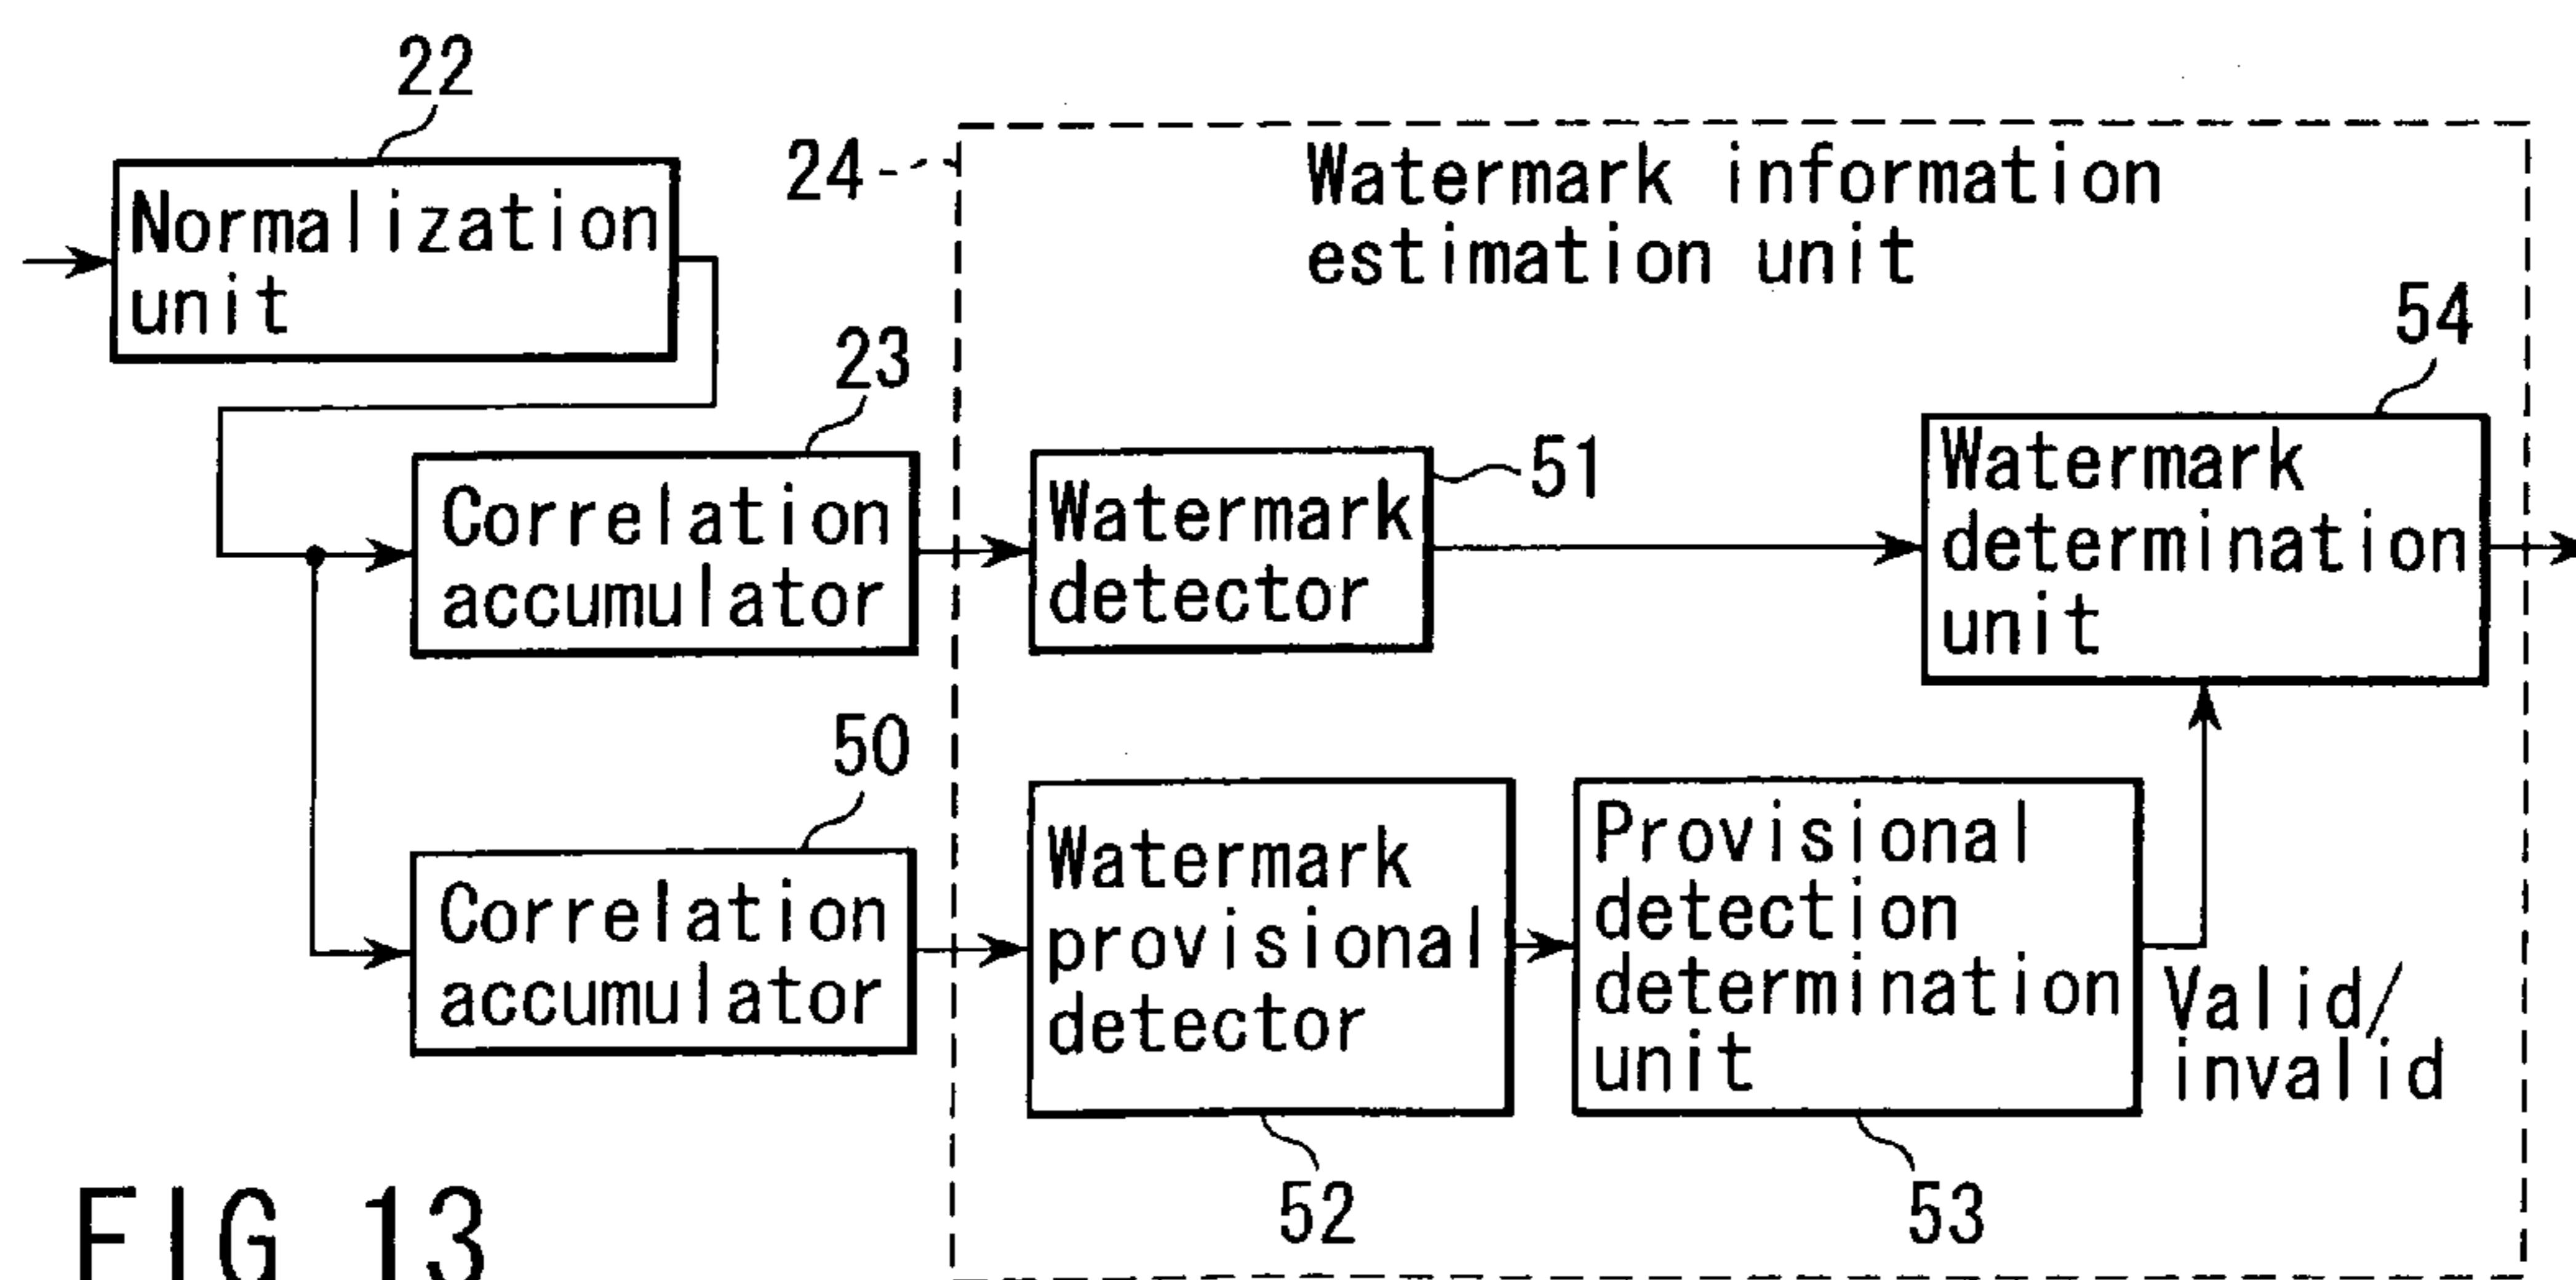 22
Normalization
unit
24
Watermark information
estimation unit
23
Correlation
accumulator
51
Watermark
detector
54
Watermark
determination
unit
50
Correlation
accumulator
Watermark
provisional
detector
52
Provisional
detection
determination
unit
53
Valid/
invalid
FIG 13